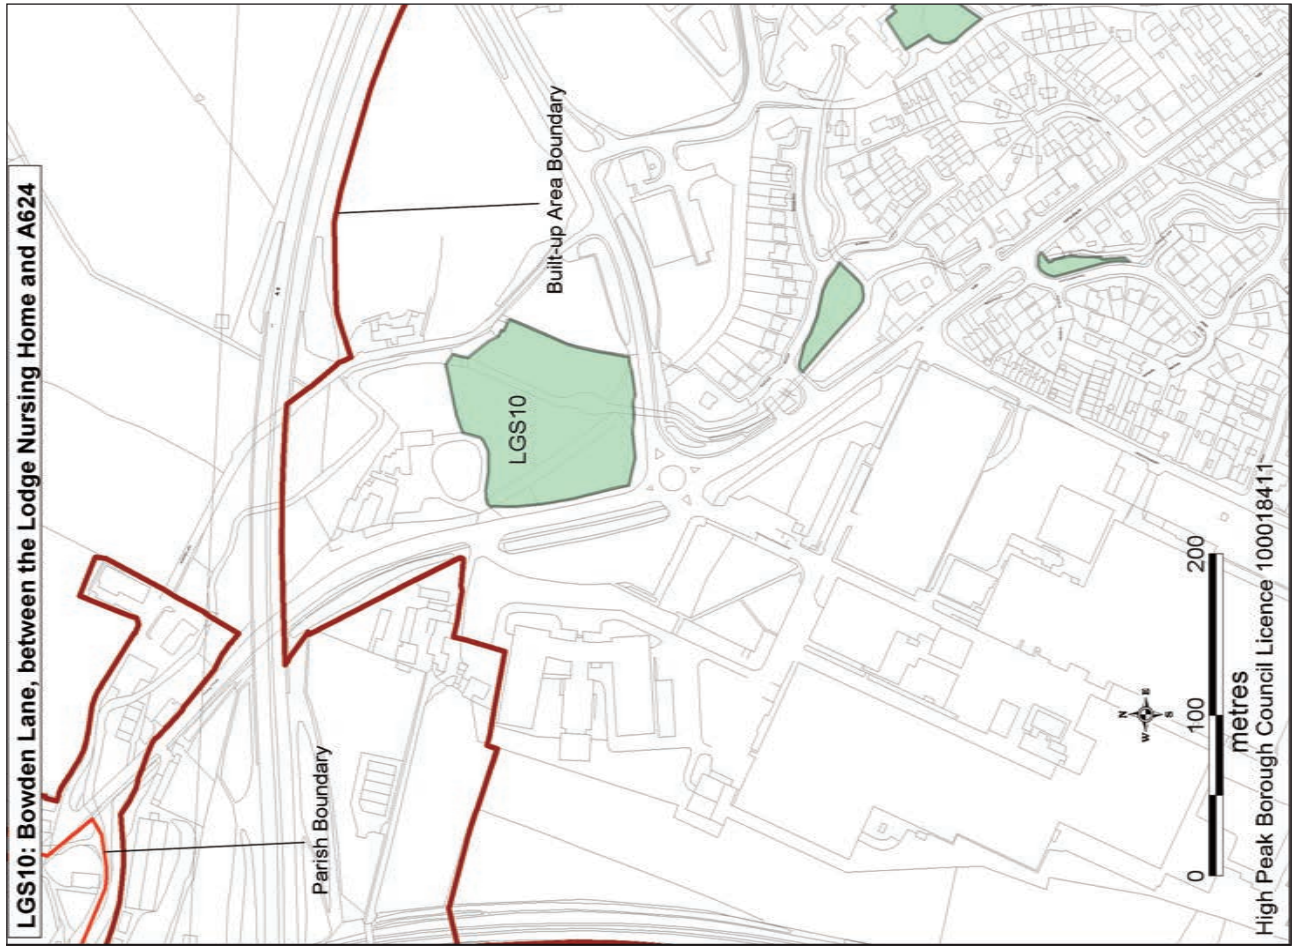 LGS10: Bowden Lane, between the Lodge Nursing Home and A624
Built-up Area Boundary
LGS10
Parish Boundary
N
W E
S
0 100 200
metres
High Peak Borough Council Licence 100018411